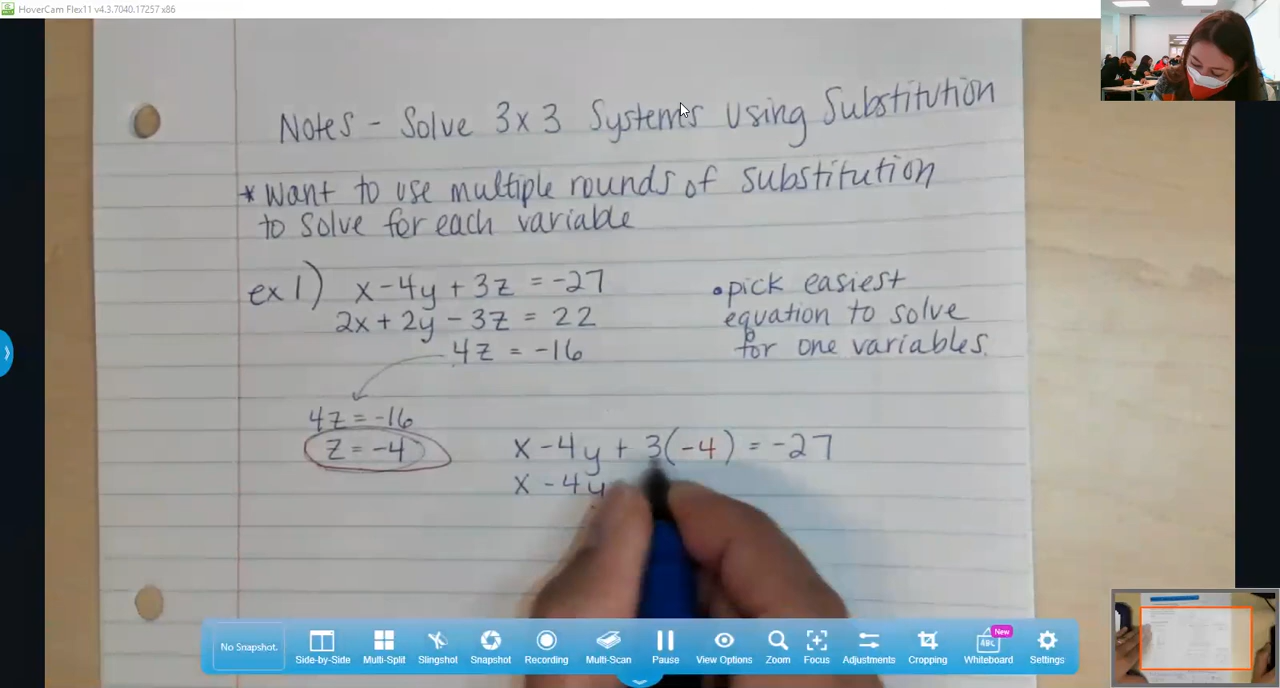 HoverCam Flex11 v4.3.7040.17257 x86
Notes - Solve 3x3 Systems Using Substitution
* Want to use multiple rounds of substitution
to solve for each variable
ex 1) x - 4y + 3z = -27
2x + 2y - 3z = 22
4z = -16
• pick easiest
equation to solve
for one variables.
4z = -16
z = -4
x - 4y + 3(-4) = -27
x - 4y
No Snapshot.
Side-by-Side
Multi-Split
Slingshot
Snapshot
Recording
Multi-Scan
Pause
View Options
Zoom
Focus
Adjustments
Cropping
New
ABC
Whiteboard
Settings